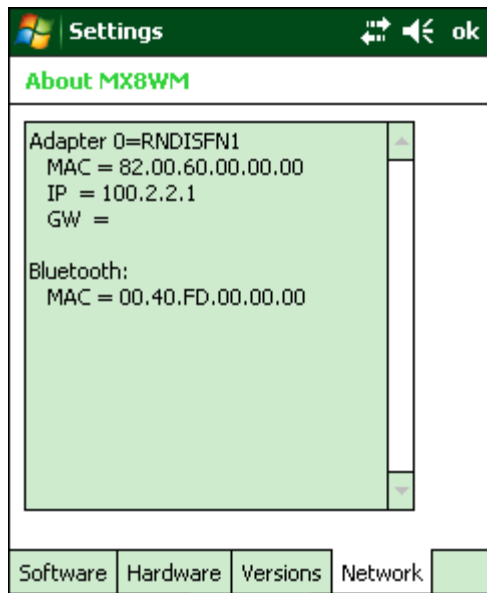 Settings
ok
About MX8WM
Adapter 0=RNDISFN1
MAC = 82.00.60.00.00.00
IP = 100.2.2.1
GW =
Bluetooth:
MAC = 00.40.FD.00.00.00
Software Hardware Versions Network